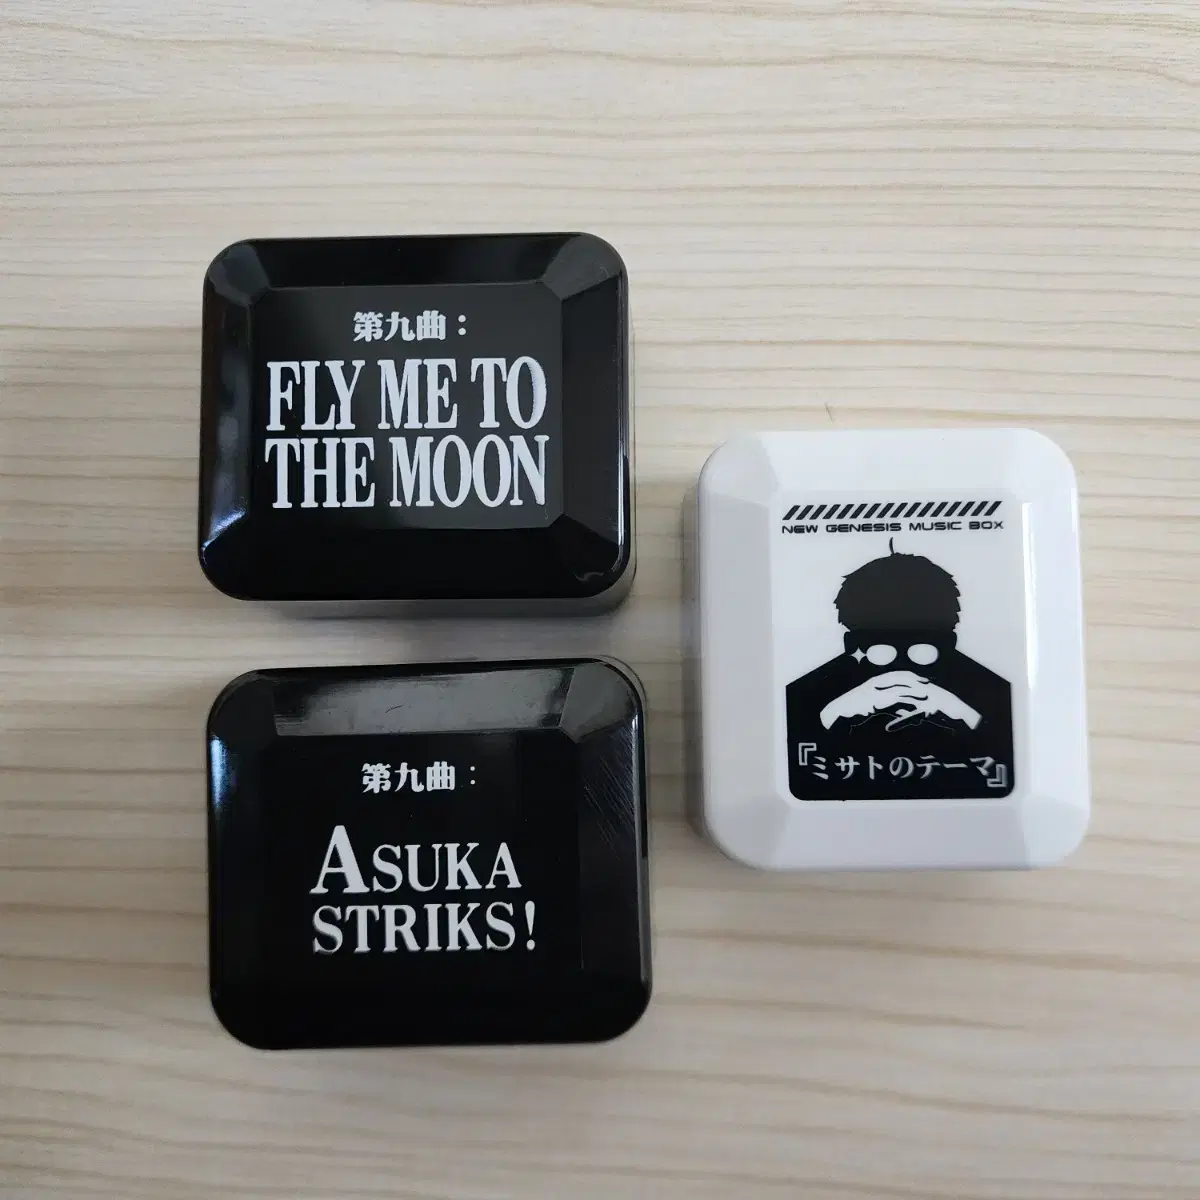 第九曲：
FLY ME TO
THE MOON
第九曲：
ASUKA
STRIKS!
NEW GENESIS MUSIC BOX
『ミサトのテーマ』